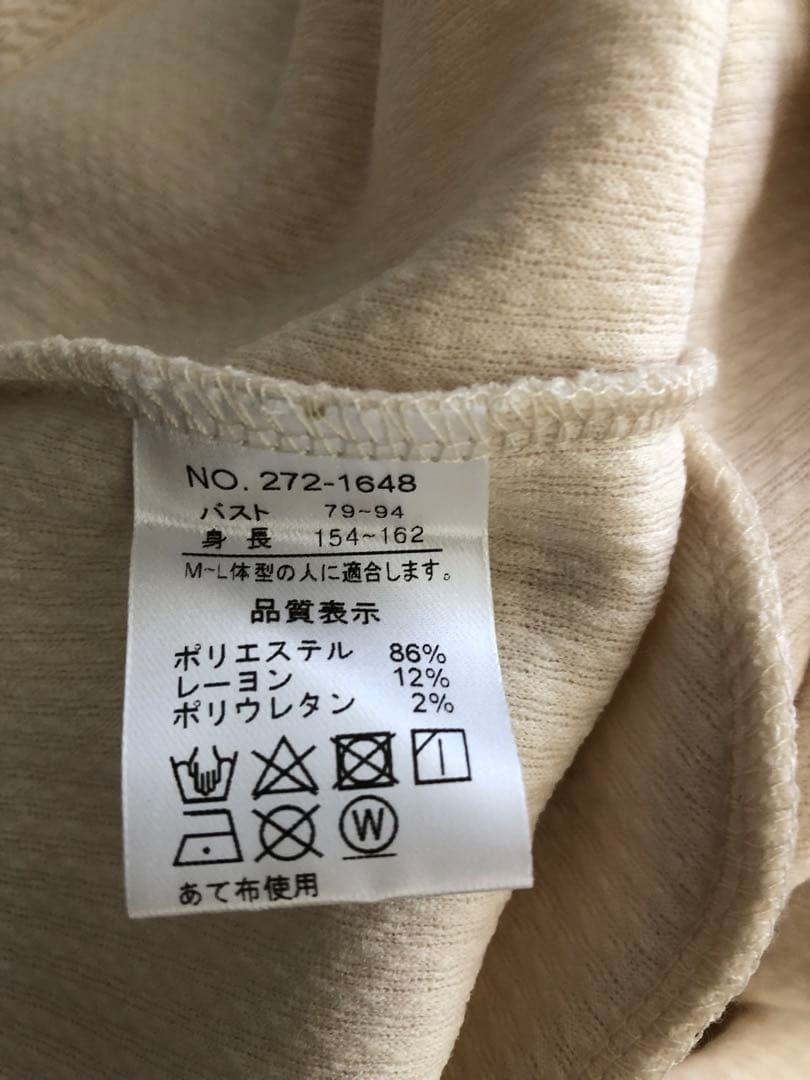 NO. 272-1648
バスト 79~94
身長 154~162
M~L体型の人に適合します。
品質表示
ポリエステル 86%
レーヨン 12%
ポリウレタン 2%
W
あて布使用